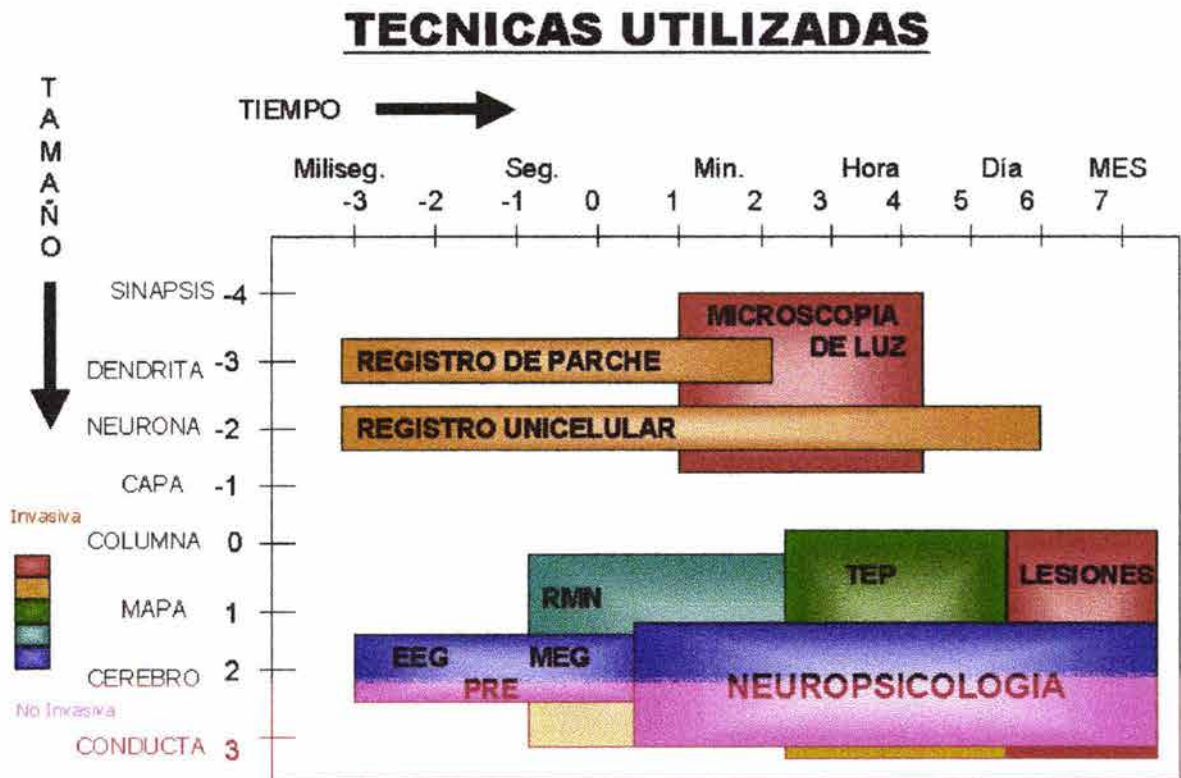 TECNICAS UTILIZADAS
TAMAÑO
TIEMPO
Miliseg. Seg. Min. Hora Día MES
-3 -2 -1 0 1 2 3 4 5 6 7
SINAPSIS -4
MICROSCOPIA
DE LUZ
DENDRITA -3
REGISTRO DE PARCHE
NEURONA -2
REGISTRO UNICELULAR
CAPA -1
Invasiva
COLUMNA 0
TEP LESIONES
RMN
MAPA 1
EEG MEG
CEREBRO 2
PRE NEUROPSICOLOGIA
No Invasiva
CONDUCTA 3